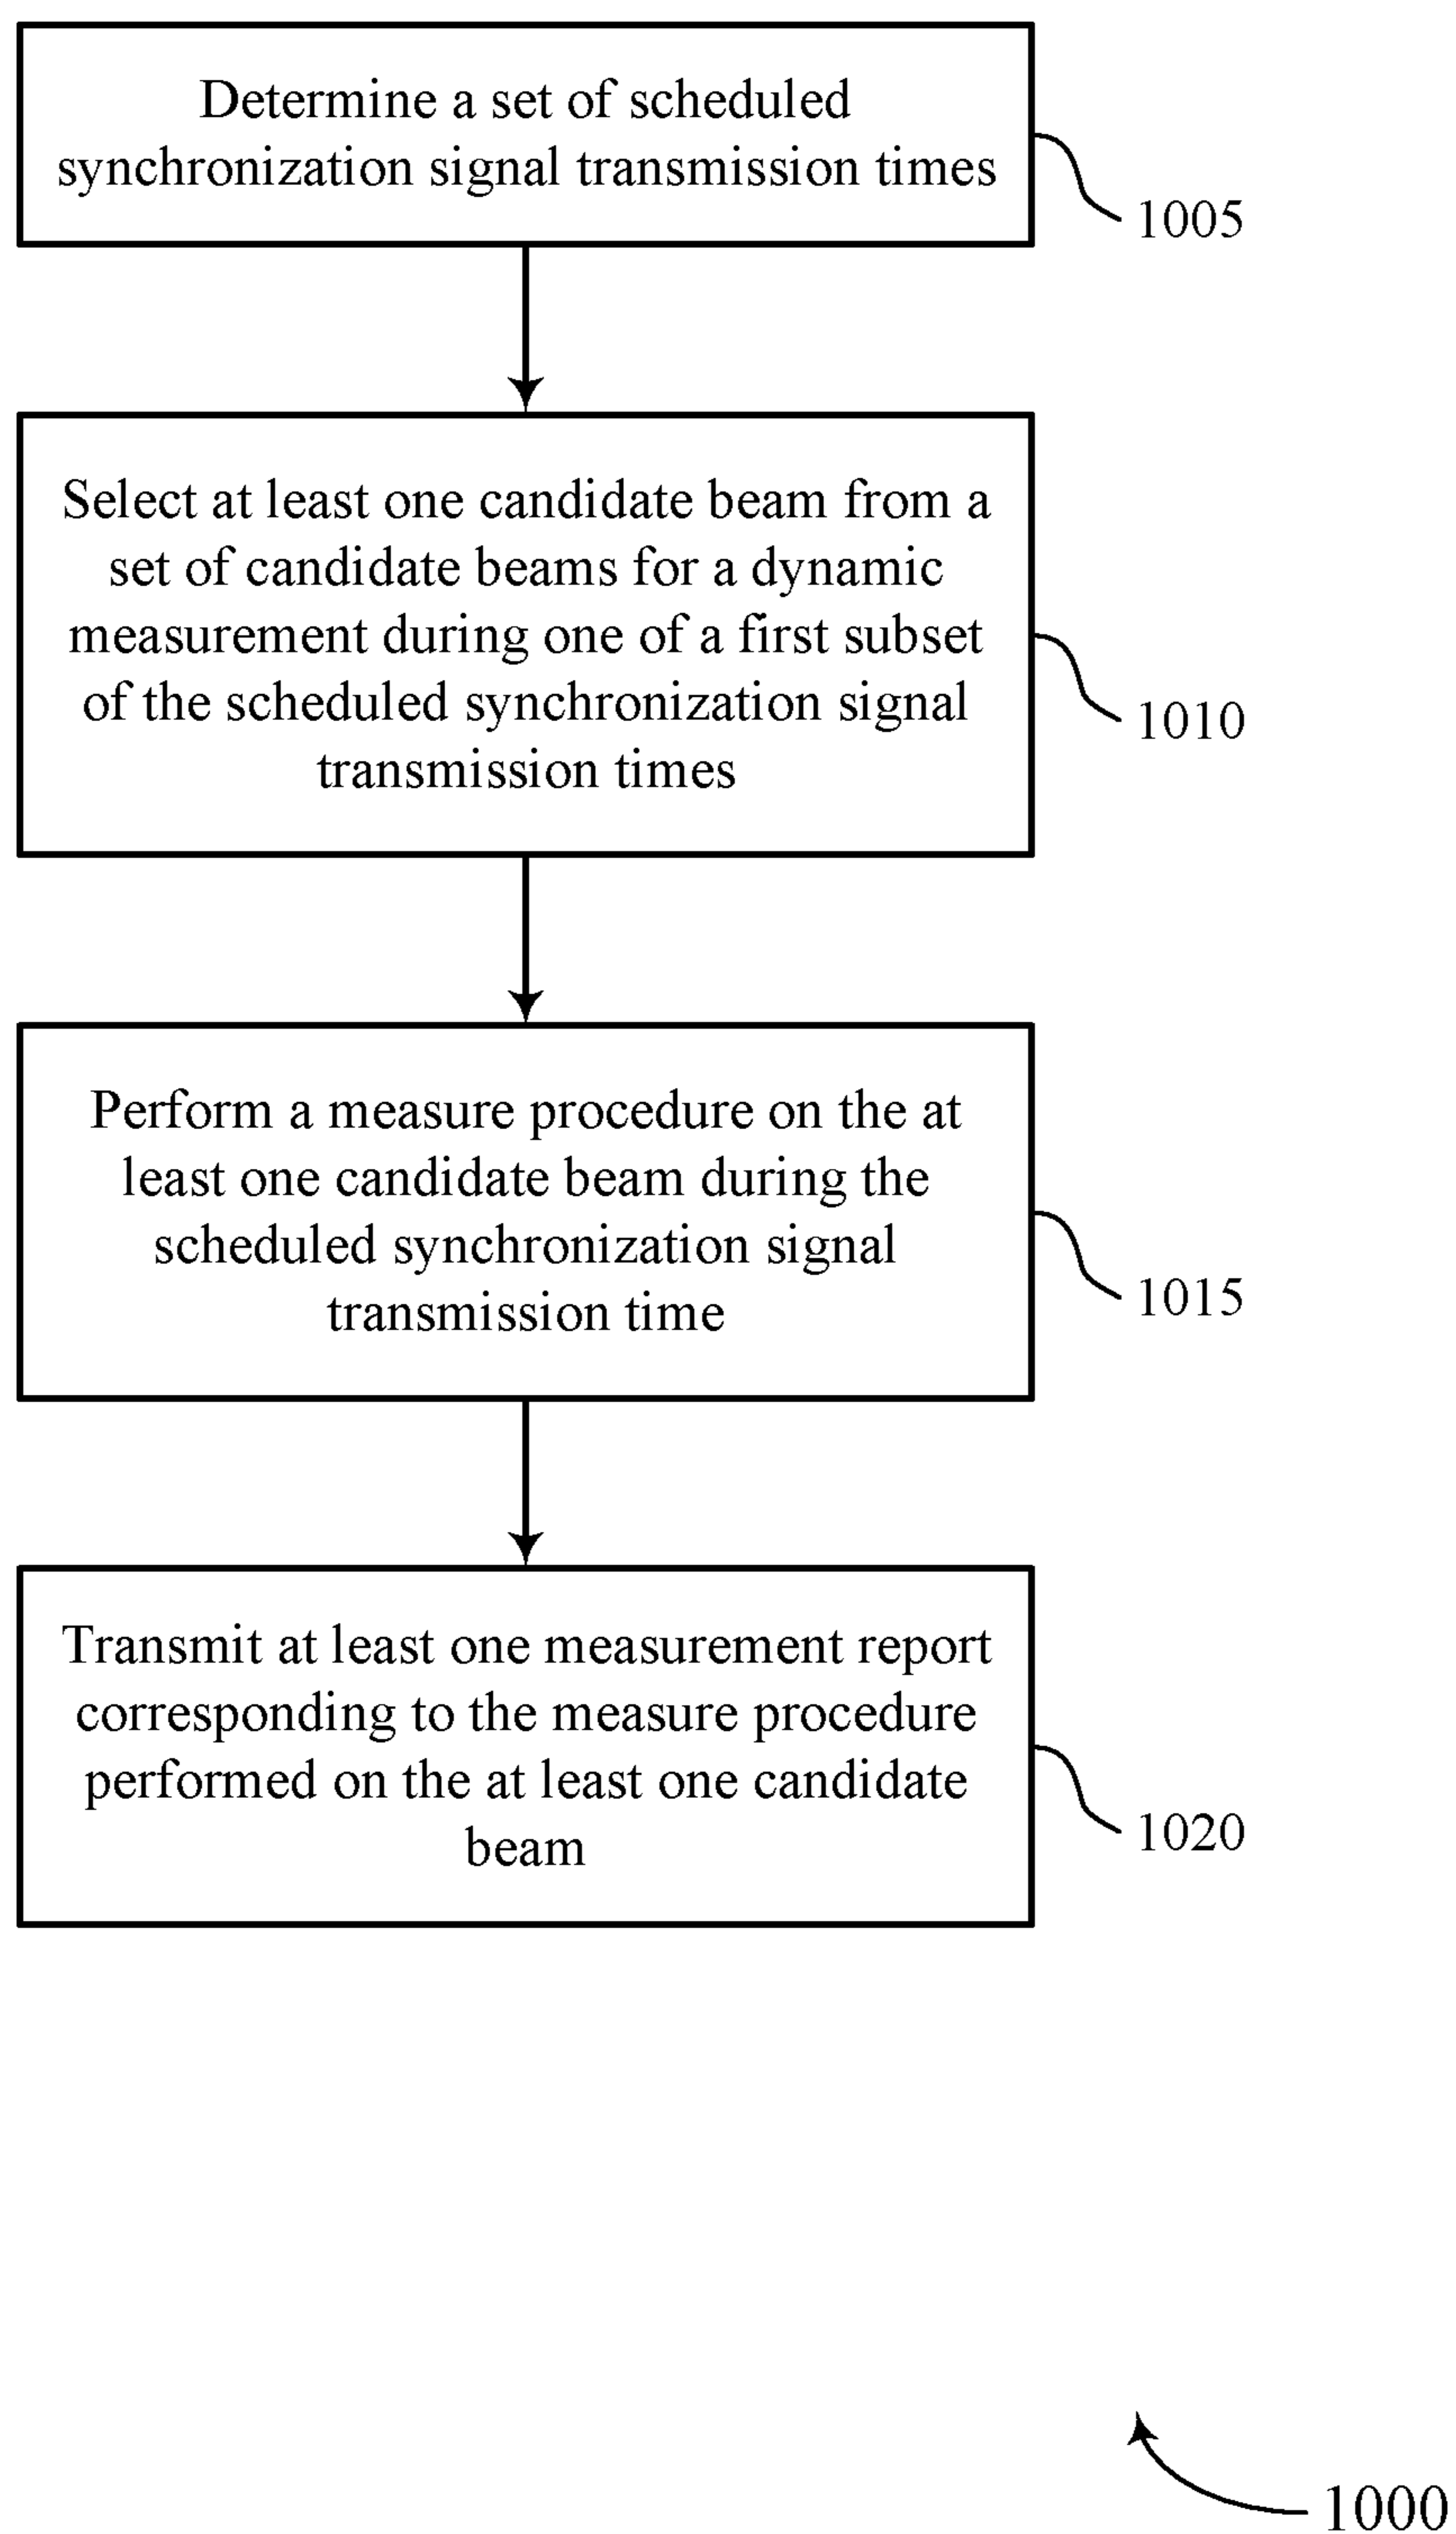 Determine a set of scheduled
synchronization signal transmission times
1005
Select at least one candidate beam from a
set of candidate beams for a dynamic
measurement during one of a first subset
of the scheduled synchronization signal
transmission times
1010
Perform a measure procedure on the at
least one candidate beam during the
scheduled synchronization signal
transmission time
1015
Transmit at least one measurement report
corresponding to the measure procedure
performed on the at least one candidate
beam
1020
1000